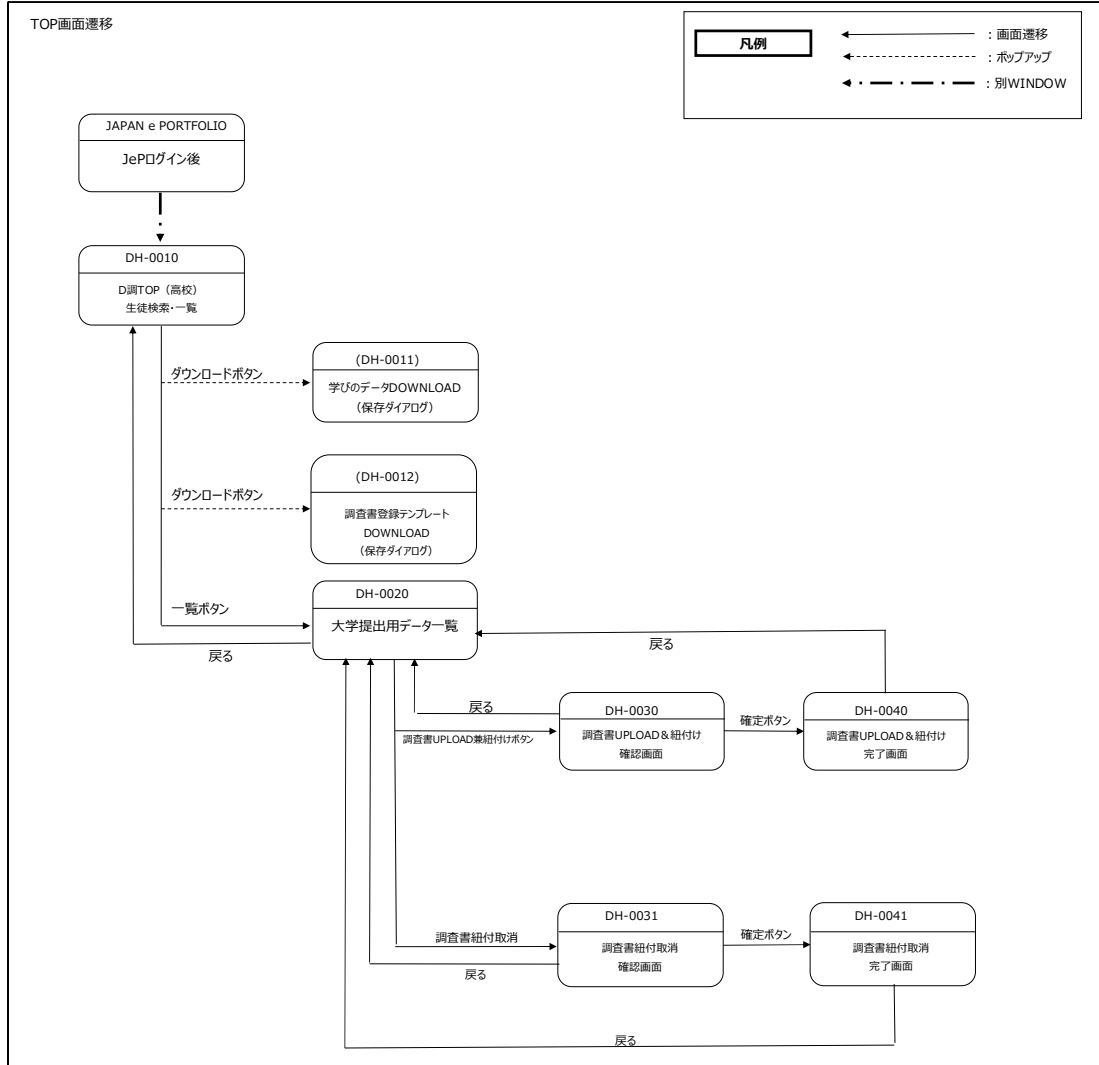 TOP画面遷移
凡例
：画面遷移
：ポップアップ
：別WINDOW
JAPAN e PORTFOLIO
JePログイン後
DH-0010
D調TOP（高校）
生徒検索・一覧
ダウンロードボタン
(DH-0011)
学びのデータDOWNLOAD
（保存ダイアログ）
ダウンロードボタン
(DH-0012)
調査書登録テンプレート
DOWNLOAD
（保存ダイアログ）
DH-0020
一覧ボタン
大学提出用データ一覧
戻る
戻る
戻る
DH-0030
確定ボタン
DH-0040
調査書UPLOAD兼紐付けボタン
調査書UPLOAD＆紐付け
確認画面
調査書UPLOAD＆紐付け
完了画面
DH-0031
DH-0041
調査書紐付取消
確定ボタン
調査書紐付取消
確認画面
調査書紐付取消
完了画面
戻る
戻る